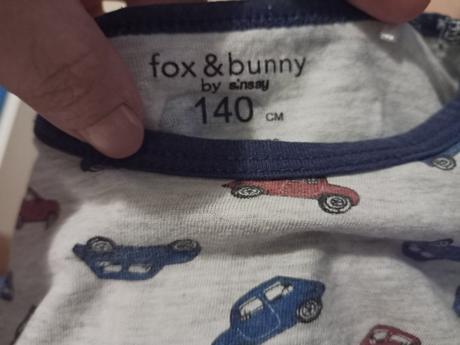 fox & bunny
by sinsay
140 CM